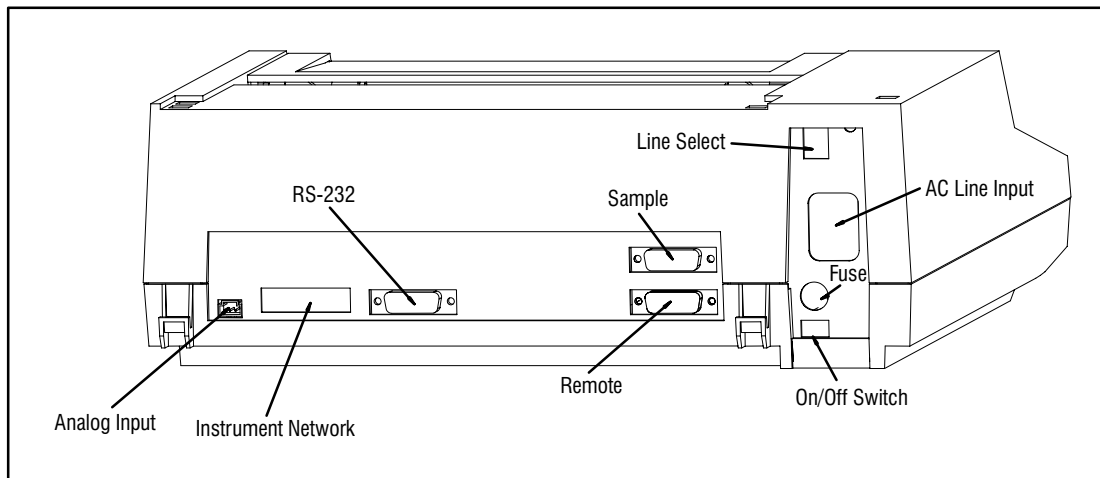 Line Select
RS-232
Sample
AC Line Input
Fuse
Remote
On/Off Switch
Analog Input
Instrument Network